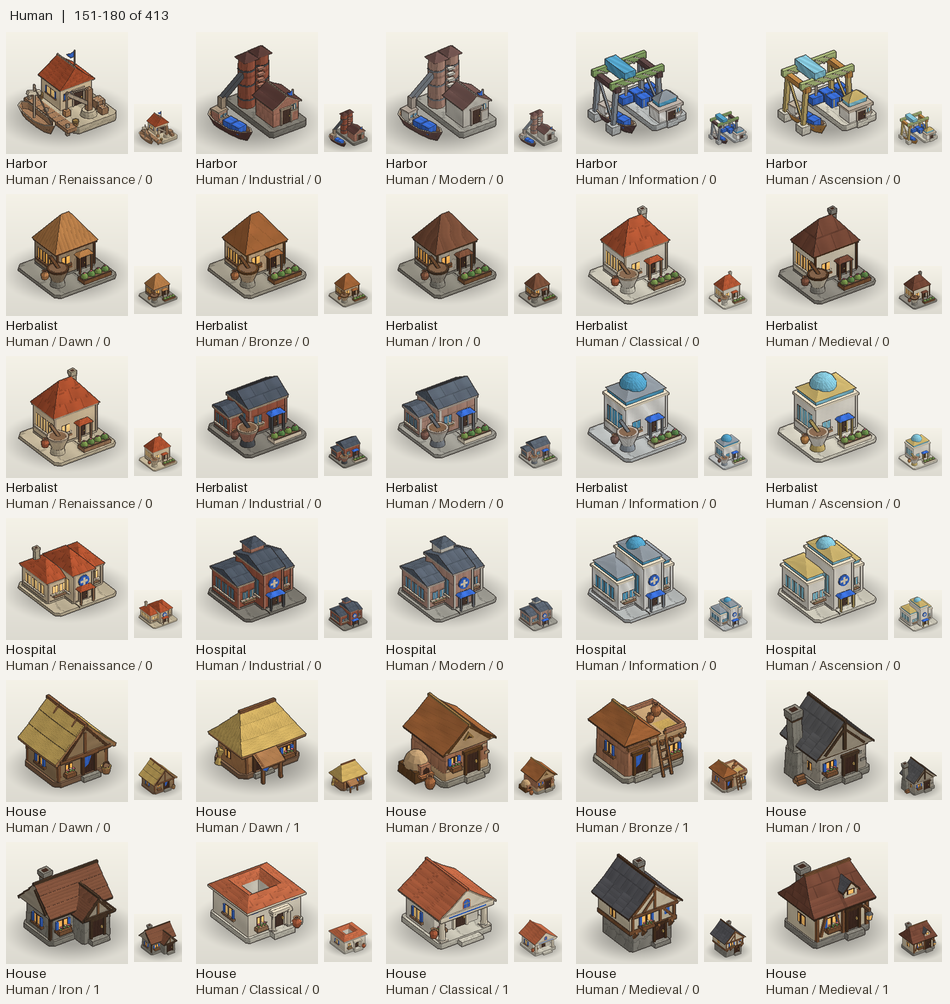 Human | 151-180 of 413
Harbor
Human / Renaissance / 0
Harbor
Human / Industrial / 0
Harbor
Human / Modern / 0
Harbor
Human / Information / 0
Harbor
Human / Ascension / 0
Herbalist
Human / Dawn / 0
Herbalist
Human / Bronze / 0
Herbalist
Human / Iron / 0
Herbalist
Human / Classical / 0
Herbalist
Human / Medieval / 0
Herbalist
Human / Renaissance / 0
Herbalist
Human / Industrial / 0
Herbalist
Human / Modern / 0
Herbalist
Human / Information / 0
Herbalist
Human / Ascension / 0
Hospital
Human / Renaissance / 0
Hospital
Human / Industrial / 0
Hospital
Human / Modern / 0
Hospital
Human / Information / 0
Hospital
Human / Ascension / 0
House
Human / Dawn / 0
House
Human / Dawn / 1
House
Human / Bronze / 0
House
Human / Bronze / 1
House
Human / Iron / 0
House
Human / Iron / 1
House
Human / Classical / 0
House
Human / Classical / 1
House
Human / Medieval / 0
House
Human / Medieval / 1